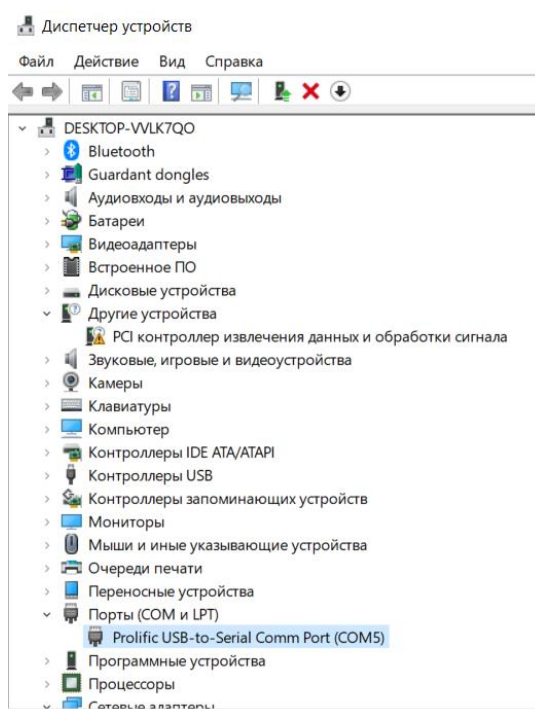 Диспетчер устройств
Файл Действие Вид Справка
DESKTOP-VVLK7QO
Bluetooth
Guardant dongles
Аудиовходы и аудиовыходы
Батареи
Видеоадаптеры
Встроенное ПО
Дисковые устройства
Другие устройства
PCI контроллер извлечения данных и обработки сигнала
Звуковые, игровые и видеоустройства
Камеры
Клавиатуры
Компьютер
Контроллеры IDE ATA/ATAPI
Контроллеры USB
Контроллеры запоминающих устройств
Мониторы
Мыши и иные указывающие устройства
Очереди печати
Переносные устройства
Порты (COM и LPT)
Prolific USB-to-Serial Comm Port (COM5)
Программные устройства
Процессоры
Сетевые адаптеры